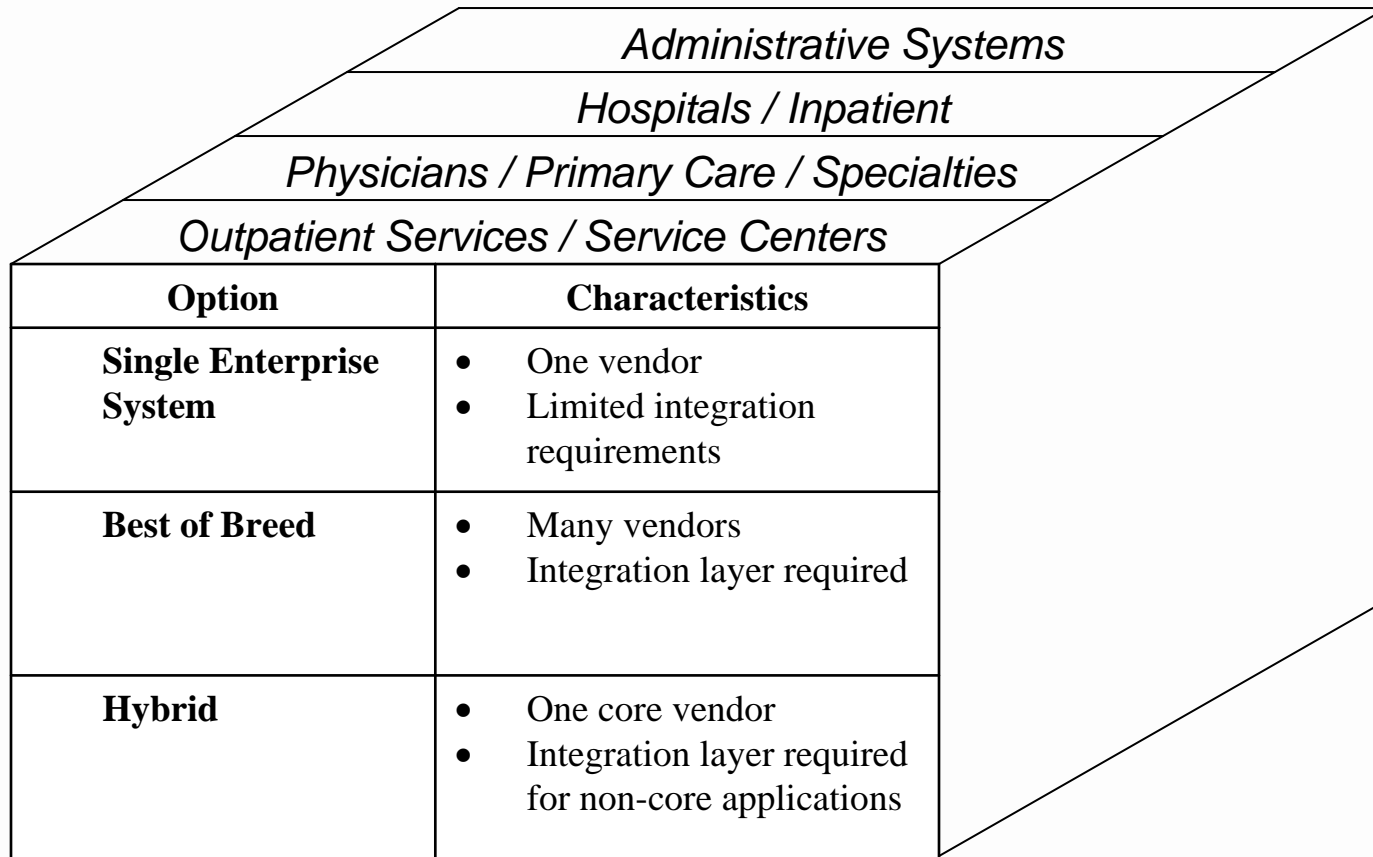 Administrative Systems
Hospitals / Inpatient
Physicians / Primary Care / Specialties
Outpatient Services / Service Centers
Option Characteristics
Single Enterprise System
• One vendor
• Limited integration
requirements
Best of Breed
• Many vendors
• Integration layer required
Hybrid
• One core vendor
• Integration layer required
for non-core applications